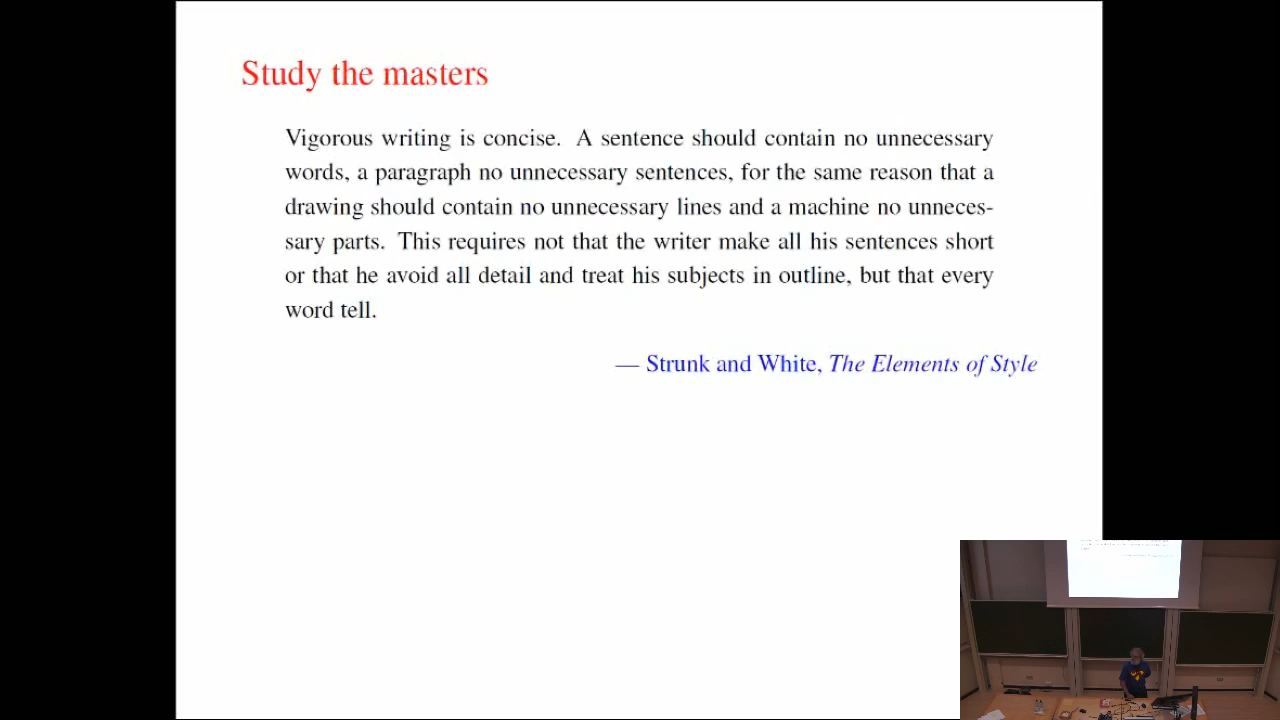 Study the masters
Vigorous writing is concise. A sentence should contain no unnecessary
words, a paragraph no unnecessary sentences, for the same reason that a
drawing should contain no unnecessary lines and a machine no unneces-
sary parts. This requires not that the writer make all his sentences short
or that he avoid all detail and treat his subjects in outline, but that every
word tell.
— Strunk and White, The Elements of Style